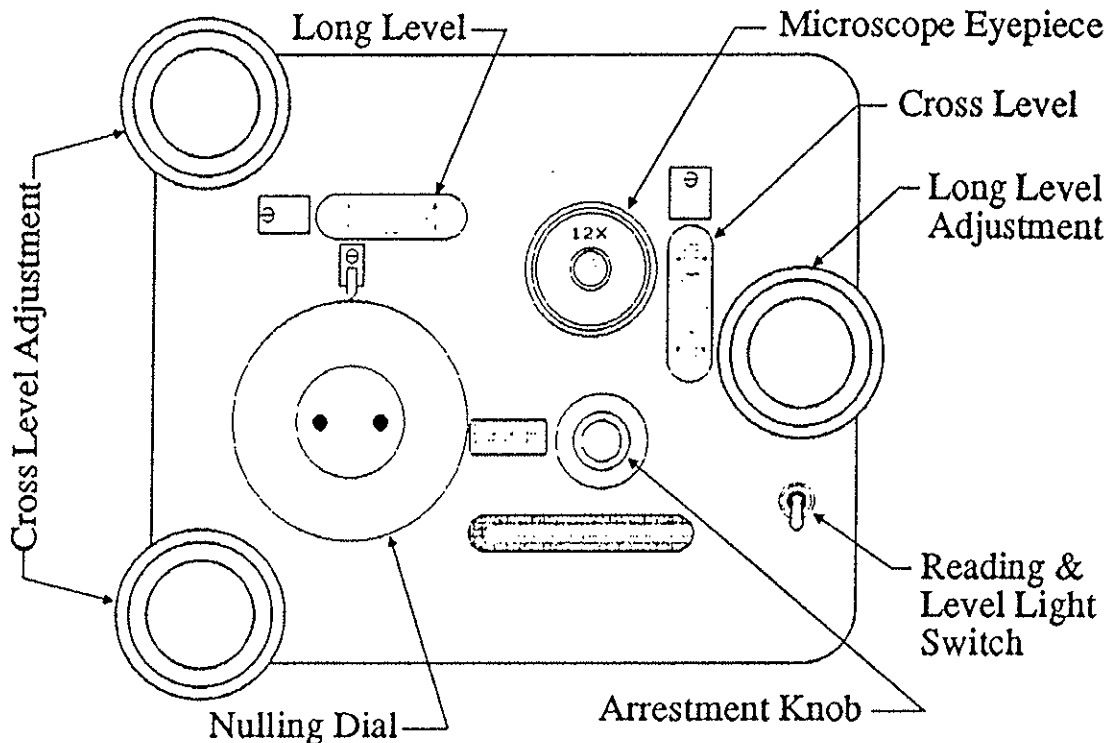 Long Level
Microscope Eyepiece
Cross Level
Long Level
Adjustment
12X
Cross Level Adjustment
Reading &
Level Light
Switch
Arrestment Knob
Nulling Dial